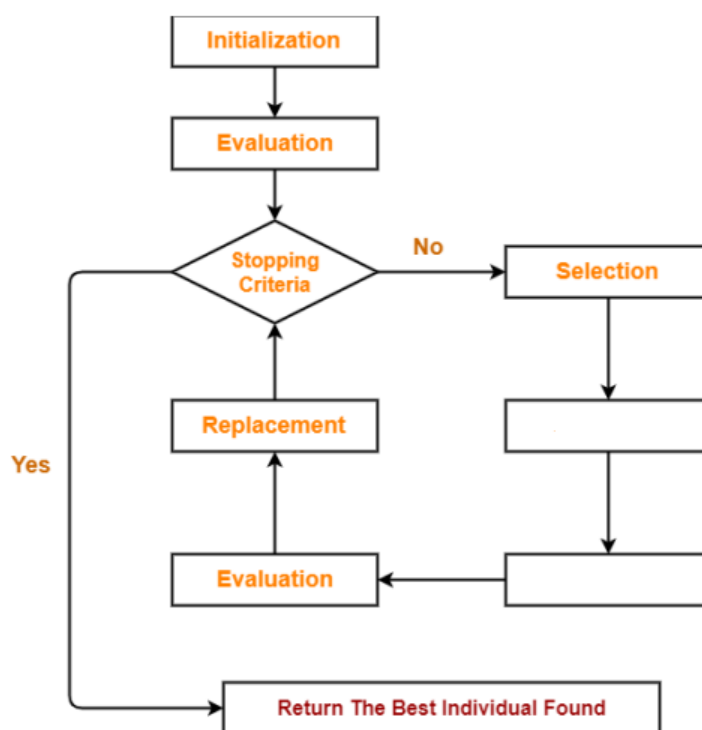 Initialization
Evaluation
Stopping
Criteria
No
Selection
Replacement
Yes
Evaluation
Return The Best Individual Found